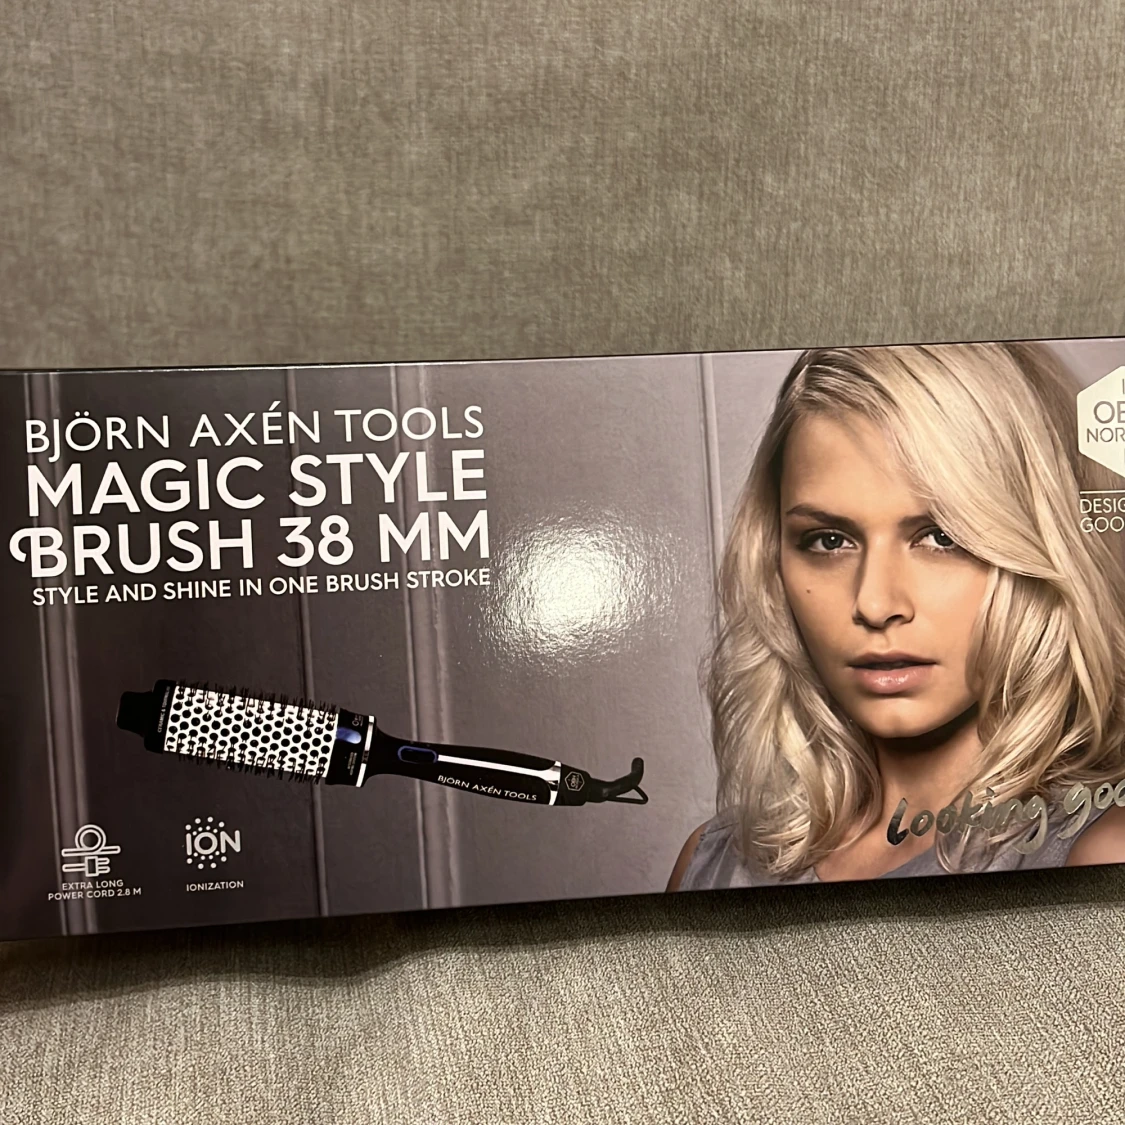 BJÖRN AXÉN TOOLS
MAGIC STYLE
BRUSH 38 MM
STYLE AND SHINE IN ONE BRUSH STROKE
BJÖRN AXÉN TOOLS
EXTRA LONG
POWER CORD 2.8 M
ION
IONIZATION
Looking